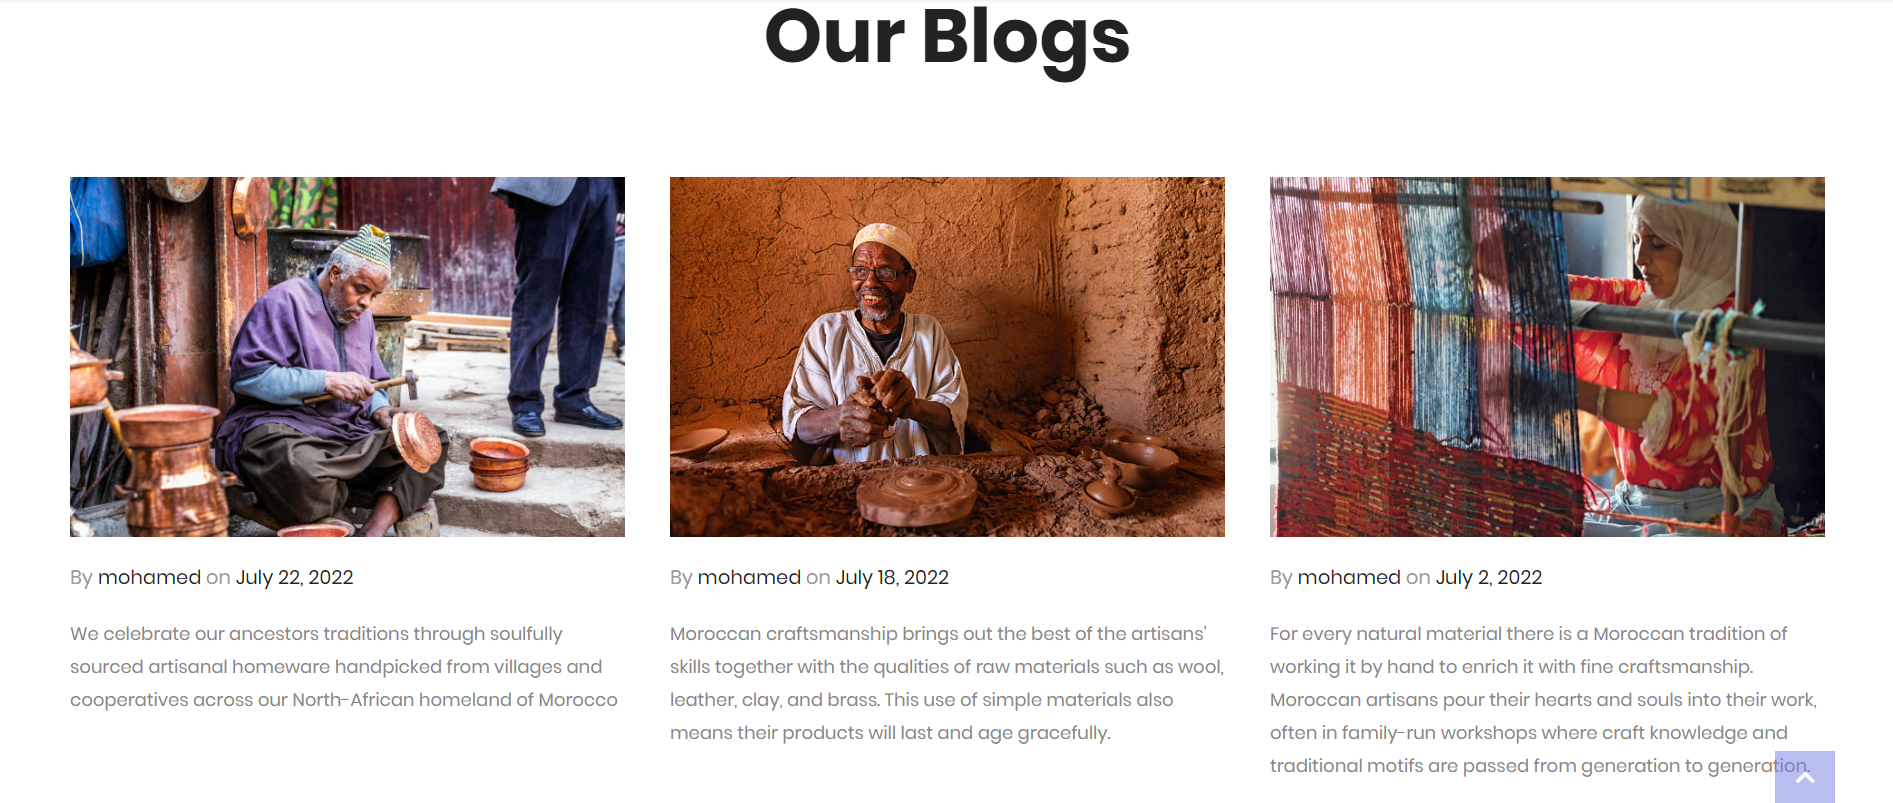 Our Blogs
By mohamed on July 22, 2022
We celebrate our ancestors traditions through soulfully
sourced artisanal homeware handpicked from villages and
cooperatives across our North-African homeland of Morocco
By mohamed on July 18, 2022
Moroccan craftsmanship brings out the best of the artisans'
skills together with the qualities of raw materials such as wool,
leather, clay, and brass. This use of simple materials also
means their products will last and age gracefully.
By mohamed on July 2, 2022
For every natural material there is a Moroccan tradition of
working it by hand to enrich it with fine craftsmanship.
Moroccan artisans pour their hearts and souls into their work,
often in family-run workshops where craft knowledge and
traditional motifs are passed from generation to generation.